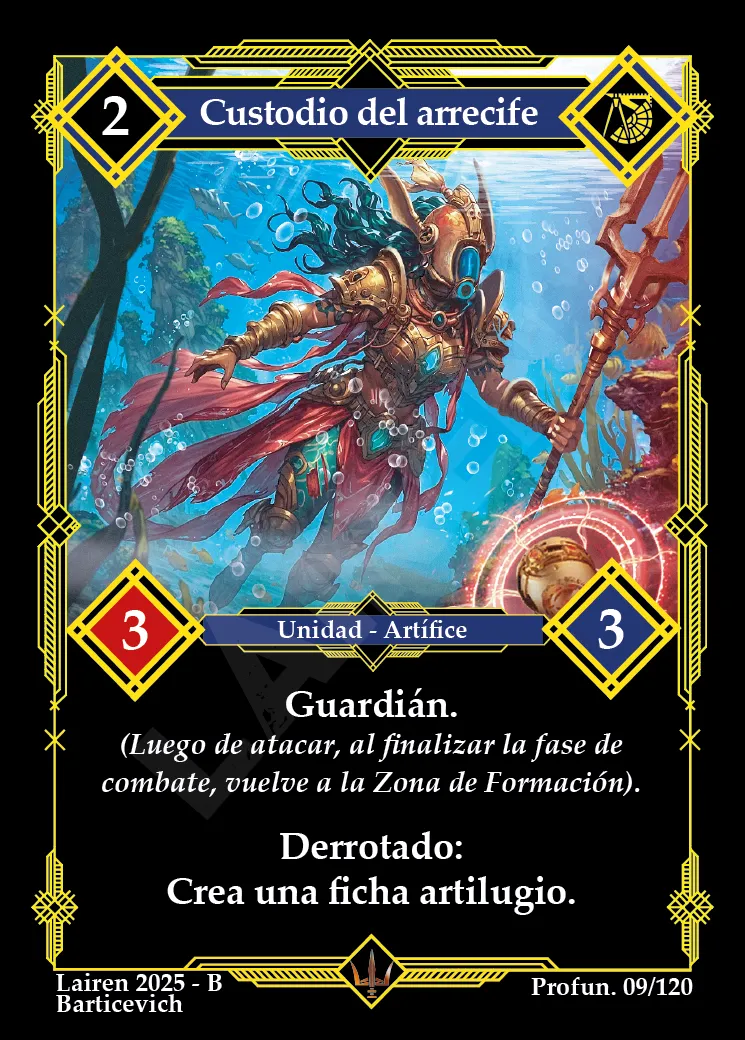 2
Custodio del arrecife
3
Unidad - Artífice
3
Guardián.
(Luego de atacar, al finalizar la fase de
combate, vuelve a la Zona de Formación).
Derrotado:
Crea una ficha artilugio.
Lairen 2025 - B
Barticevich
Profun. 09/120